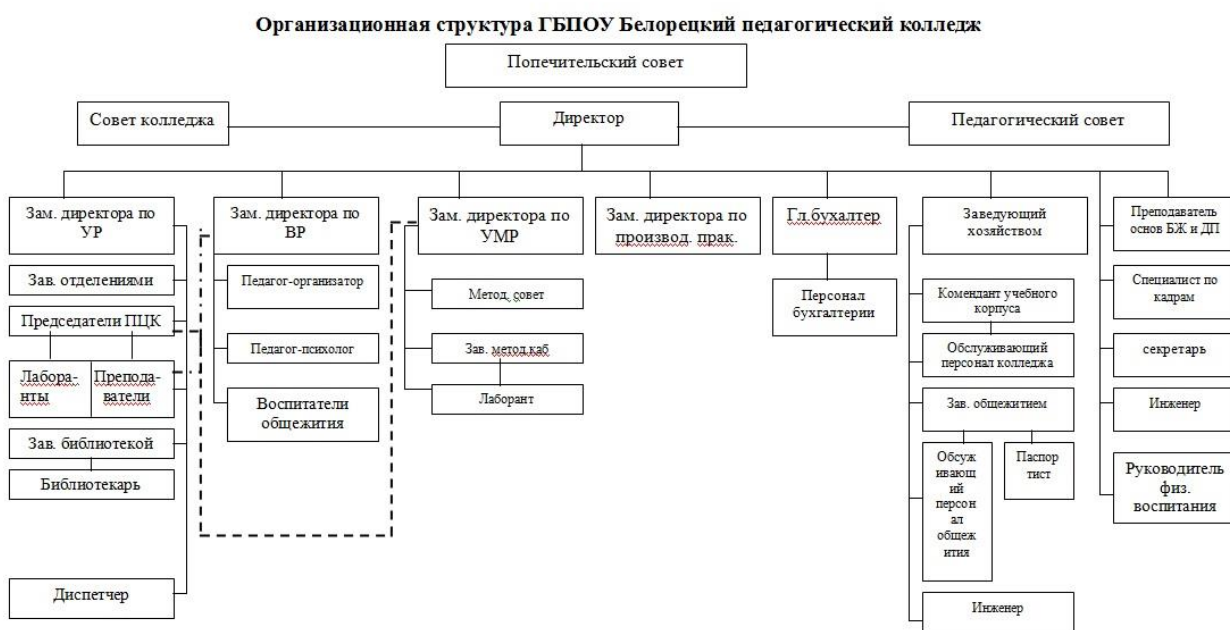 Организационная структура ГБПОУ Белорецкий педагогический колледж
Попечительский совет
Совет колледжа
Директор
Педагогический совет
Зам. директора по
УР
Зам. директора по
ВР
Зам. директора по
УМР
Зам. директора по
производ. прак.
Гл.бухгалтер
Заведующий
хозяйством
Преподаватель
основ БЖ и ДП
Зав. отделениями
Председатели ПЦК
Лабора-
нты
Препода-
ватели
Зав. библиотекой
Библиотекарь
Диспетчер
Педагог-организатор
Педагог-психолог
Воспитатели
общежития
Метод. совет
Зав. метод.каб
Лаборант
Персонал
бухгалтерии
Комендант учебного
корпуса
Обслуживающий
персонал колледжа
Зав. общежитием
Обсуж
ивающ
ий
персон
ал
общеж
ития
Паспор
тист
Инженер
Специалист по
кадрам
секретарь
Инженер
Руководитель
физ.
воспитания